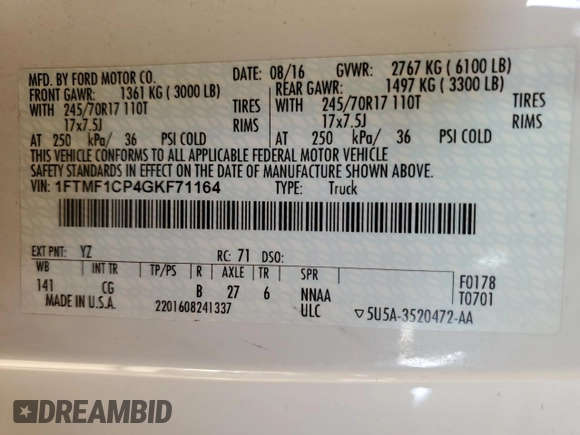 MFD. BY FORD MOTOR CO.
DATE: 08/16 GVWR: 2767 KG ( 6100 LB)
FRONT GAWR: 1361 KG ( 3000 LB)
REAR GAWR: 1497 KG ( 3300 LB)
WITH 245/70R17 110T TIRES
WITH 245/70R17 110T TIRES
17x7.5J RIMS
17x7.5J RIMS
AT 250 kPa/ 36 PSI COLD
AT 250 kPa/ 36 PSI COLD
THIS VEHICLE CONFORMS TO ALL APPLICABLE FEDERAL MOTOR VEHICLE
SAFETY STANDARDS IN EFFECT ON THE DATE OF MANUFACTURE SHOWN ABOVE.
VIN: 1FTMF1CP4GKF71164 TYPE: Truck
EXT PNT: YZ RC: 71 DSO:
WB INT TR TP/PS R AXLE TR SPR
141 CG B 27 6 NNAA
F0178
T0701
MADE IN U.S.A. 2201608241337 ULC ▽5U5A-3520472-AA
DREAMBID